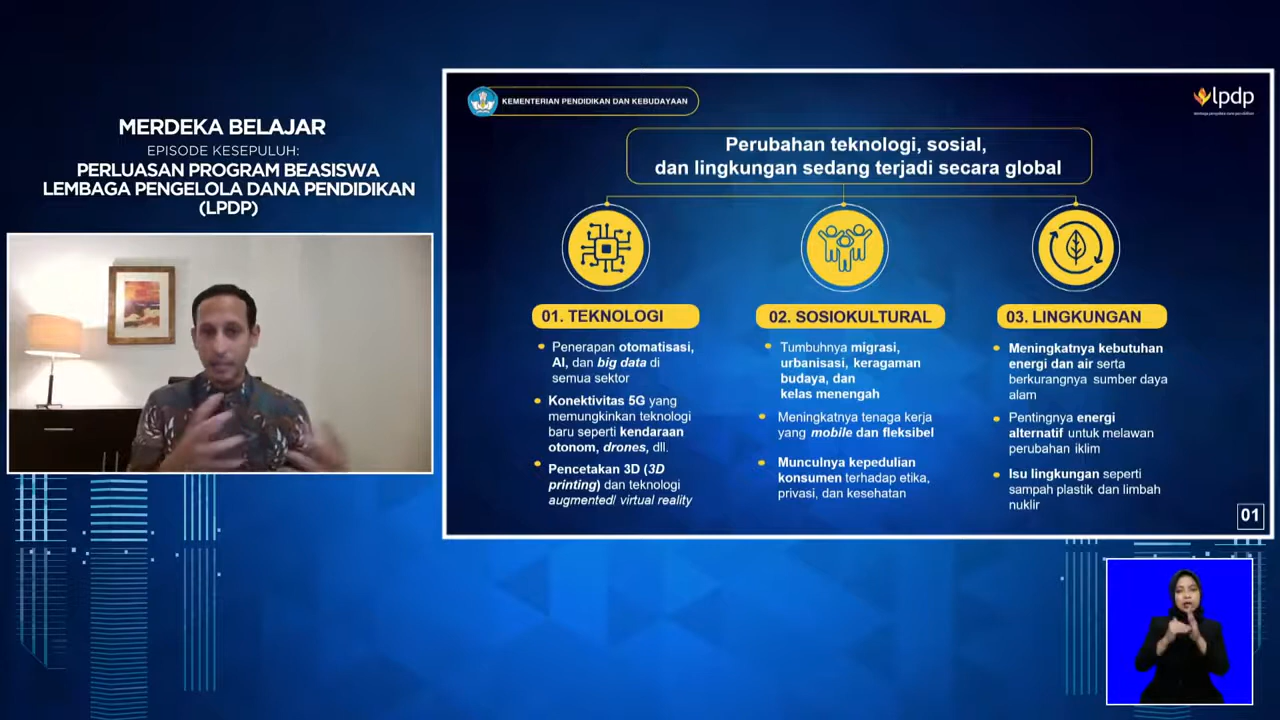 MERDEKA BELAJAR
EPISODE KESEPULUH:
PERLUASAN PROGRAM BEASISWA
LEMBAGA PENGELOLA DANA PENDIDIKAN
(LPDP)
KEMENTERIAN PENDIDIKAN DAN KEBUDAYAAN
lpdp
Perubahan teknologi, sosial,
dan lingkungan sedang terjadi secara global
01. TEKNOLOGI
Penerapan otomatisasi,
AI, dan big data di
semua sektor
Konektivitas 5G yang
memungkinkan teknologi
baru seperti kendaraan
otonom, drones, dll.
Pencetakan 3D (3D
printing) dan teknologi
augmented/ virtual reality
02. SOSIOKULTURAL
Tumbuhnya migrasi,
urbanisasi, keragaman
budaya, dan
kelas menengah
Meningkatnya tenaga kerja
yang mobile dan fleksibel
Munculnya kepedulian
konsumen terhadap etika,
privasi, dan kesehatan
03. LINGKUNGAN
Meningkatnya kebutuhan
energi dan air serta
berkurangnya sumber daya
alam
Pentingnya energi
alternatif untuk melawan
perubahan iklim
Isu lingkungan seperti
sampah plastik dan limbah
nuklir
01